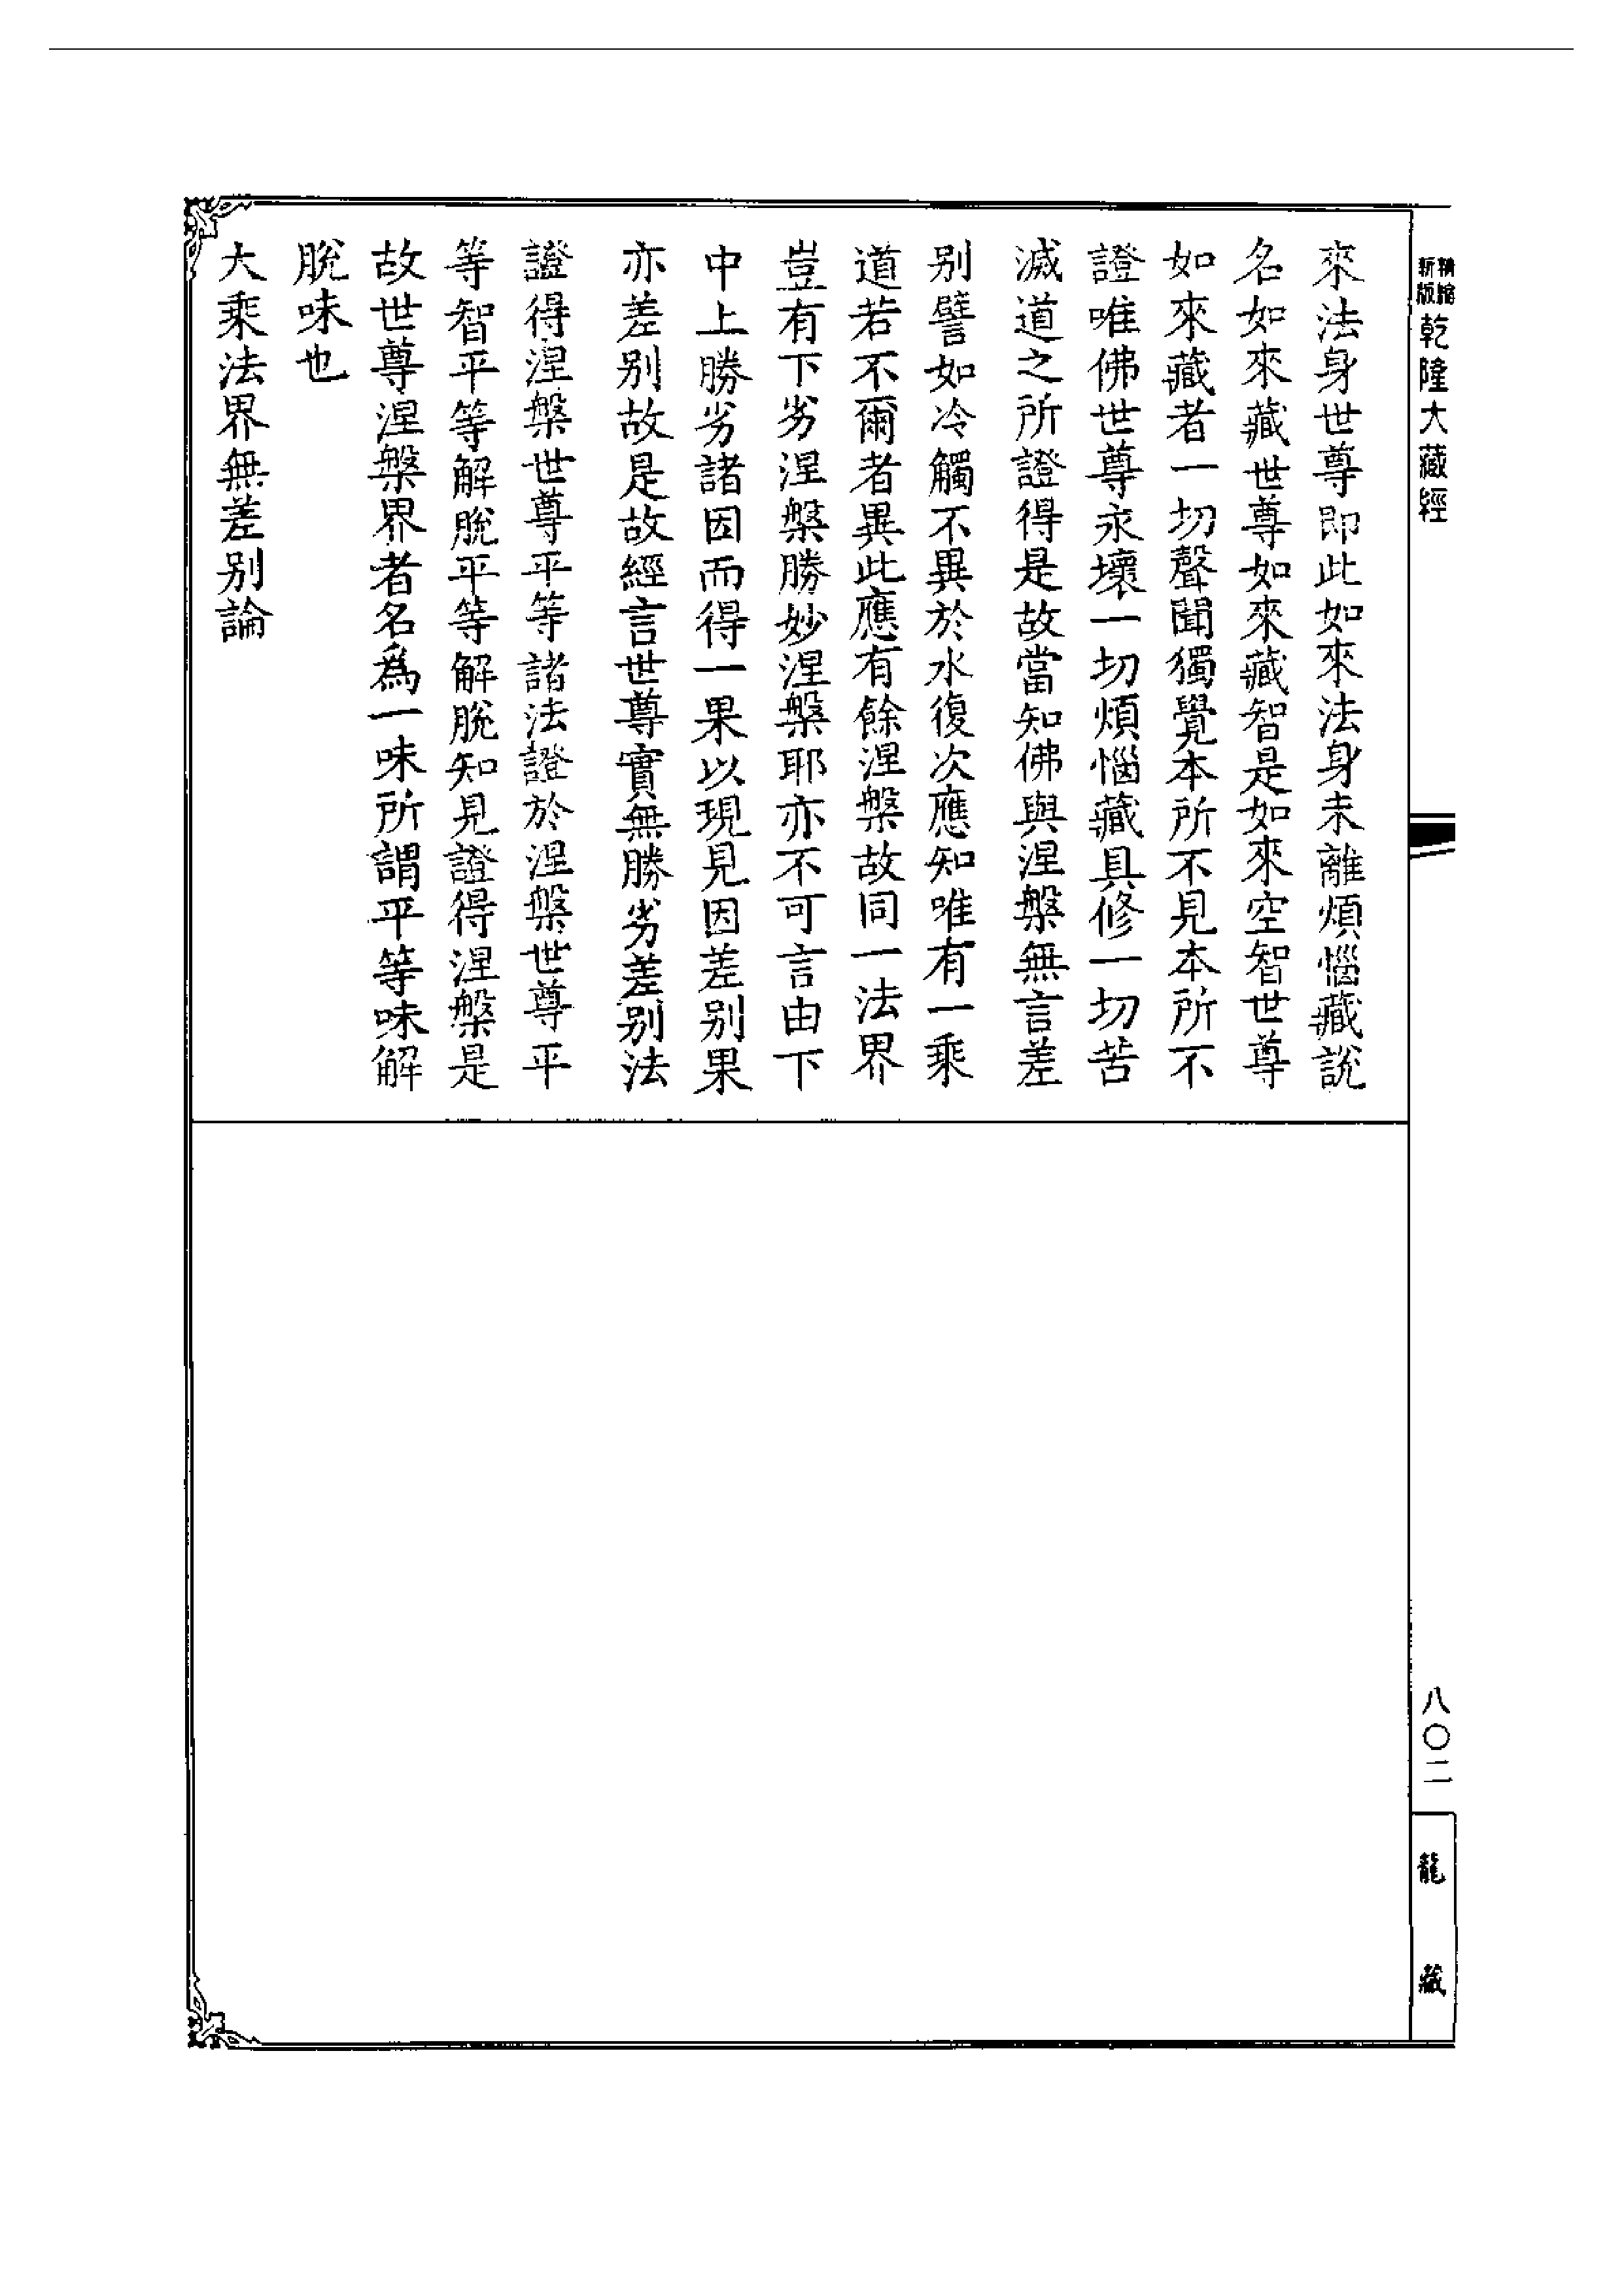 精縮新版乾隆大藏經
來法身世尊即此如來法身未離煩惱藏說
名如來藏世尊如來藏智是如來空智世尊
如來藏者一切聲聞獨覺本所不見本所不
證唯佛世尊永壞一切煩惱藏具修一切苦
滅道之所證得是故當知佛與涅槃無言差
别譬如冷觸不異於水復次應知唯有一乘
道若不爾者異此應有餘涅槃故同一法界
豈有下劣涅槃勝妙涅槃耶亦不可言由下
中上勝劣諸因而得一果以現見因差别果
亦差别故是故經言世尊實無勝劣差别法
證得涅槃世尊平等諸法證於涅槃世尊平
等智平等解脫平等解脫知見證得涅槃是
故世尊涅槃界者名爲一味所謂平等味解
脫味也
大乘法界無差别論
八〇二
龍藏